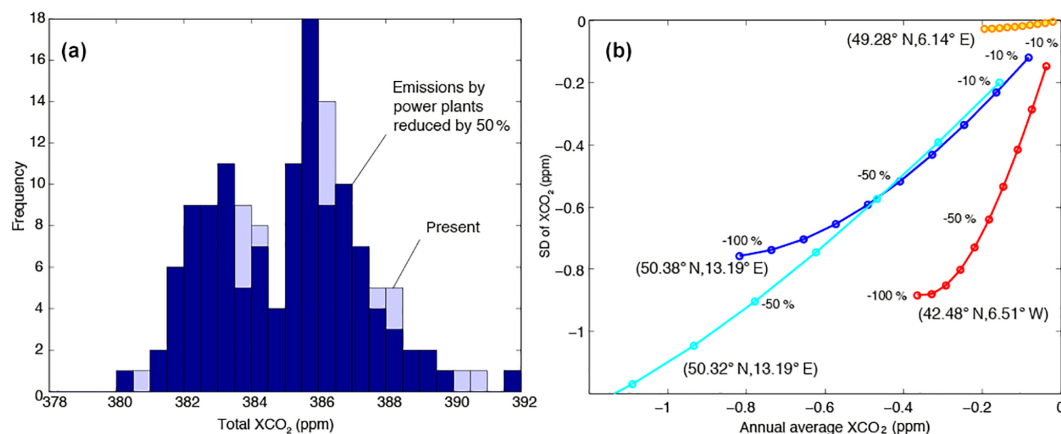 (a)
18
16
14
12
10
8
6
4
2
0
Frequency
Emissions by
power plants
reduced by 50%
Present
378
380
382
384
386
388
390
392
Total XCO₂ (ppm)
(b)
0
−0.2
−0.4
−0.6
−0.8
−1
SD of XCO₂ (ppm)
(49.28° N,6.14° E)
-10 %
-10 %
-10 %
-50 %
-50 %
-50 %
-100 %
(50.38° N,13.19° E)
-100 %
(42.48° N,6.51° W)
(50.32° N,13.19° E)
−1
−0.8
−0.6
−0.4
−0.2
0
Annual average XCO₂ (ppm)